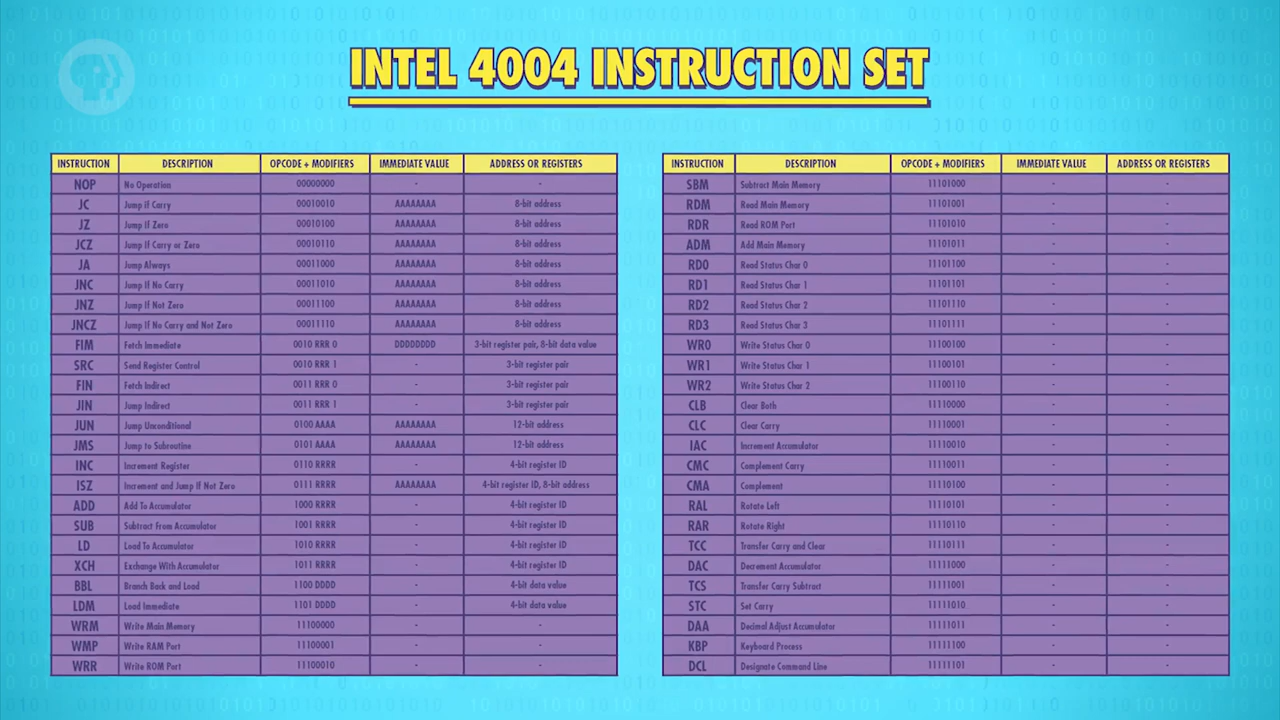 INTEL 4004 INSTRUCTION SET
INSTRUCTION DESCRIPTION OPCODE + MODIFIERS IMMEDIATE VALUE ADDRESS OR REGISTERS
NOP No Operation 00000000 - -
JC Jump if Carry 00010010 AAAAAAAA 8-bit address
JZ Jump if Zero 00010100 AAAAAAAA 8-bit address
JCZ Jump if Carry or Zero 00010110 AAAAAAAA 8-bit address
JA Jump Always 00011000 AAAAAAAA 8-bit address
JNC Jump if No Carry 00011010 AAAAAAAA 8-bit address
JNZ Jump if Not Zero 00011100 AAAAAAAA 8-bit address
JNCZ Jump if No Carry and Not Zero 00011110 AAAAAAAA 8-bit address
FIM Fetch Immediate 0010 RRR 0 DDDDDDDD 3-bit register pair, 8-bit data value
SRC Send Register Control 0010 RRR 1 - 3-bit register pair
FIN Fetch Indirect 0011 RRR 0 - 3-bit register pair
JIN Jump Indirect 0011 RRR 1 - 3-bit register pair
JUN Jump Unconditional 0100 AAAA AAAAAAAA 12-bit address
JMS Jump to Subroutine 0101 AAAA AAAAAAAA 12-bit address
INC Increment Register 0110 RRRR - 4-bit register ID
ISZ Increment and Jump If Not Zero 0111 RRRR AAAAAAAA 4-bit register ID, 8-bit address
ADD Add To Accumulator 1000 RRRR - 4-bit register ID
SUB Subtract From Accumulator 1001 RRRR - 4-bit register ID
LD Load To Accumulator 1010 RRRR - 4-bit register ID
XCH Exchange With Accumulator 1011 RRRR - 4-bit register ID
BBL Branch Back and Load 1100 DDDD - 4-bit data value
LDM Load Immediate 1101 DDDD - 4-bit data value
WRM Write Main Memory 11100000 - -
WMP Write RAM Port 11100001 - -
WRR Write ROM Port 11100010 - -
INSTRUCTION DESCRIPTION OPCODE + MODIFIERS IMMEDIATE VALUE ADDRESS OR REGISTERS
SBM Subtract Main Memory 11101000 - -
RDM Read Main Memory 11101001 - -
RDR Read ROM Port 11101010 - -
ADM Add Main Memory 11101011 - -
RD0 Read Status Char 0 11101100 - -
RD1 Read Status Char 1 11101101 - -
RD2 Read Status Char 2 11101110 - -
RD3 Read Status Char 3 11101111 - -
WR0 Write Status Char 0 11100100 - -
WR1 Write Status Char 1 11100101 - -
WR2 Write Status Char 2 11100110 - -
CLB Clear Both 11110000 - -
CLC Clear Carry 11110001 - -
IAC Increment Accumulator 11110010 - -
CMC Complement Carry 11110011 - -
CMA Complement 11110100 - -
RAL Rotate Left 11110101 - -
RAR Rotate Right 11110110 - -
TCC Transfer Carry and Clear 11110111 - -
DAC Decrement Accumulator 11111000 - -
TCS Transfer Carry Subtract 11111001 - -
STC Set Carry 11111010 - -
DAA Decimal Adjust Accumulator 11111011 - -
KBP Keyboard Process 11111100 - -
DCL Designate Command Line 11111101 - -